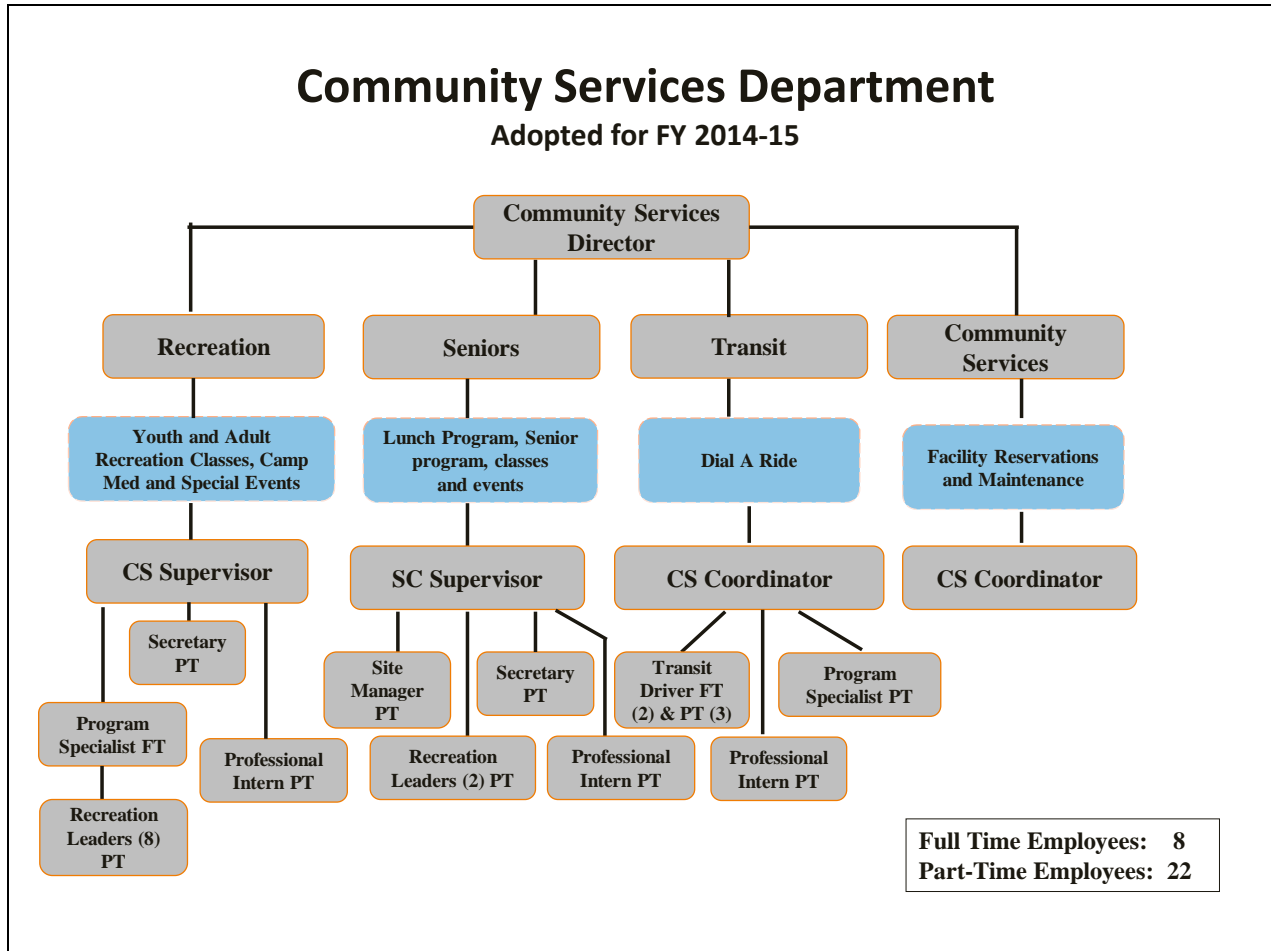 Community Services Department
Adopted for FY 2014-15
Community Services
Director
Recreation
Seniors
Transit
Community
Services
Youth and Adult
Recreation Classes, Camp
Med and Special Events
Lunch Program, Senior
program, classes
and events
Dial A Ride
Facility Reservations
and Maintenance
CS Supervisor
SC Supervisor
CS Coordinator
CS Coordinator
Secretary
PT
Site
Manager
PT
Secretary
PT
Transit
Driver FT
(2) & PT (3)
Program
Specialist PT
Program
Specialist FT
Professional
Intern PT
Recreation
Leaders (2) PT
Professional
Intern PT
Professional
Intern PT
Recreation
Leaders (8)
PT
Full Time Employees: 8
Part-Time Employees: 22